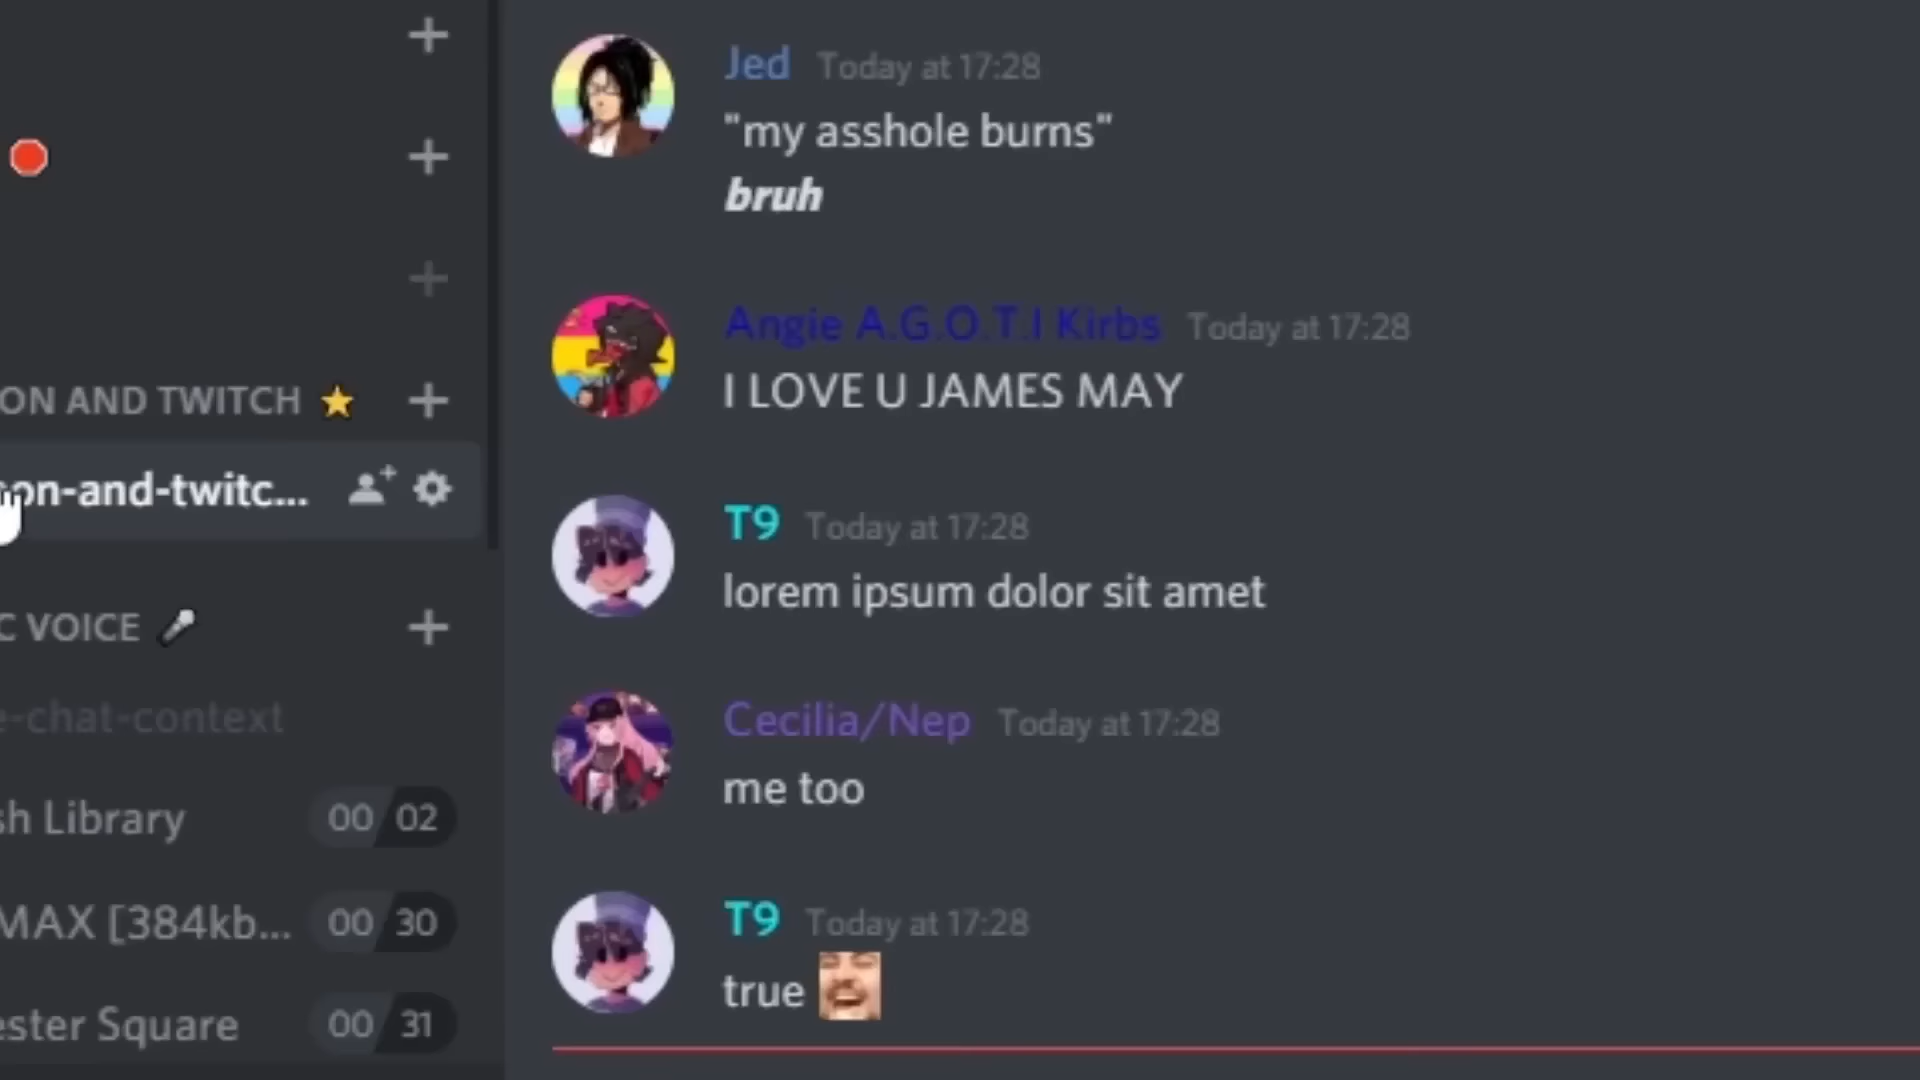 ON AND TWITCH
on-and-twitc...
C VOICE
e-chat-context
sh Library 00 02
MAX [384kb... 00 30
ester Square 00 31
Jed Today at 17:28
"my asshole burns"
bruh
Angie A.G.O.T.I Kirbs Today at 17:28
I LOVE U JAMES MAY
T9 Today at 17:28
lorem ipsum dolor sit amet
Cecilia/Nep Today at 17:28
me too
T9 Today at 17:28
true